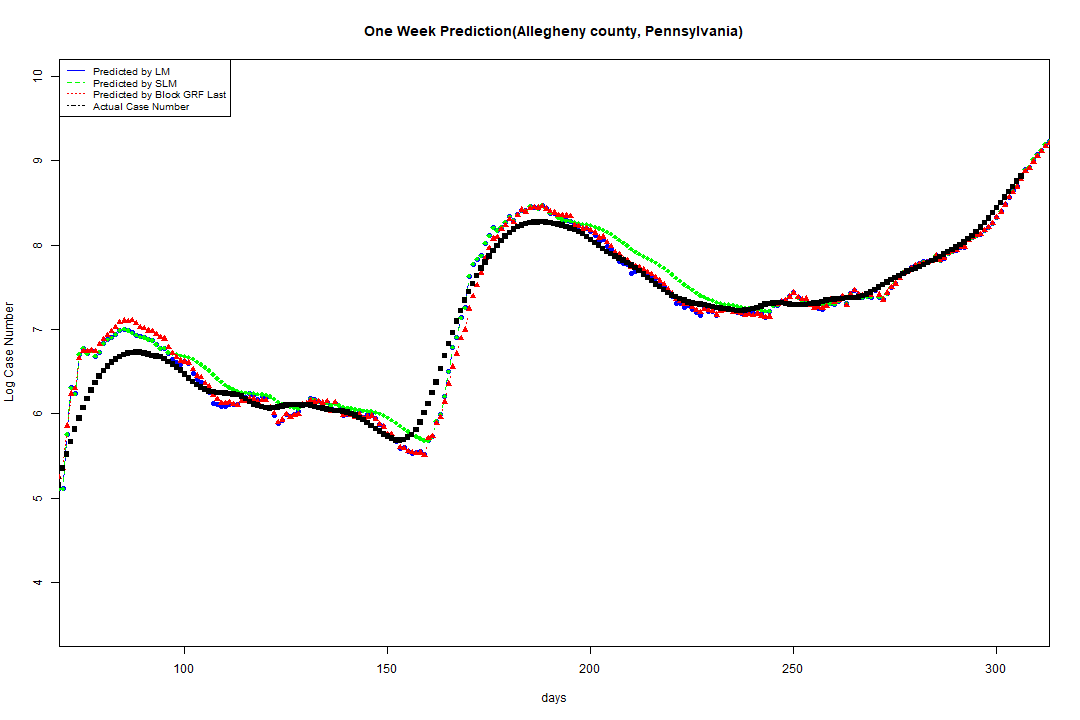 One Week Prediction(Allegheny county, Pennsylvania)
Predicted by LM
Predicted by SLM
Predicted by Block GRF Last
Actual Case Number
10
9
8
7
6
5
4
Log Case Number
100 150 200 250 300
days